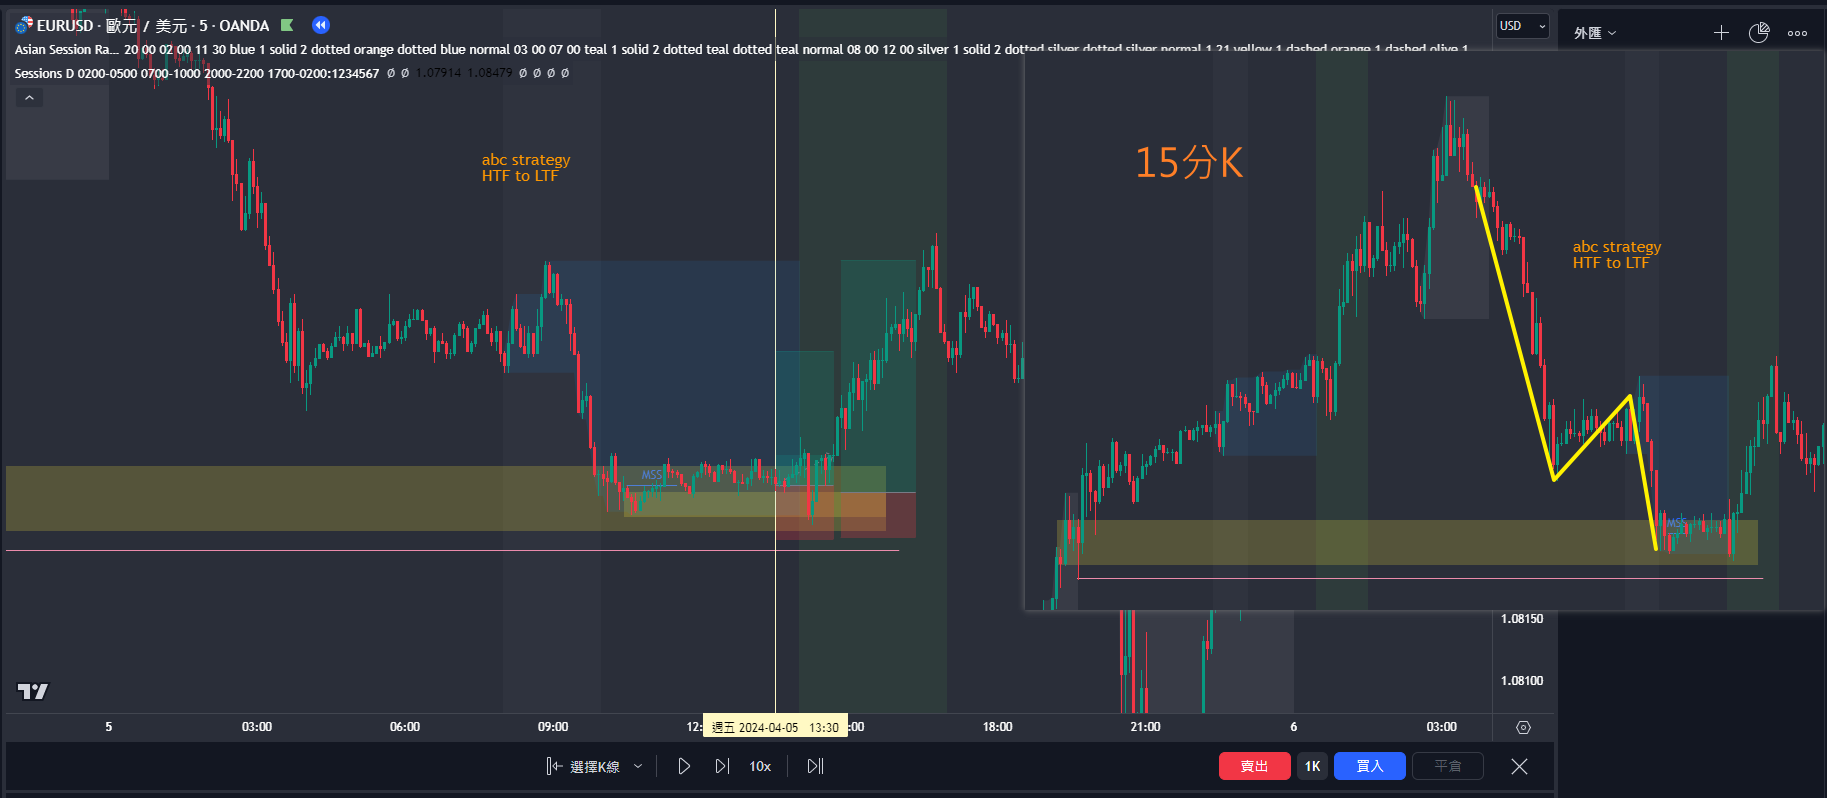 EURUSD · 歐元 / 美元 · 5 · OANDA
Asian Session Ra... 20 00 02 00 11 30 blue 1 solid 2 dotted orange dotted blue normal 03 00 07 00 teal 1 solid 2 dotted teal dotted teal normal 08 00 12 00 silver 1 solid 2 dotted silver dotted silver normal 1 21 yellow 1 dashed orange 1 dashed olive 1
Sessions D 0200-0500 0700-1000 2000-2200 1700-0200:1234567 Ø Ø 1.07914 1.08479 Ø Ø Ø Ø
USD
外匯
abc strategy
HTF to LTF
15分K
abc strategy
HTF to LTF
MSS
MSS
1.08150
1.08100
5 03:00 06:00 09:00 12: 週五 2024-04-05 13:30 :00 18:00 21:00 6 03:00
選擇K線 10x 賣出 1K 買入 平倉